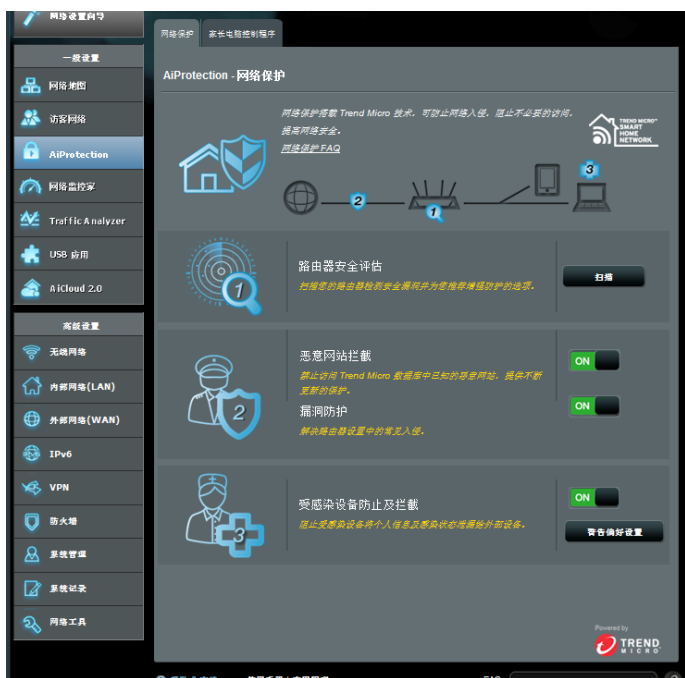 网络设置向导
网络保护
家长电脑控制程序
一般设置
网络地图
访客网络
AiProtection
网络监控家
Traffic Analyzer
USB 应用
AiCloud 2.0
高级设置
无线网络
内部网络(LAN)
外部网络(WAN)
IPv6
VPN
防火墙
系统管理
系统记录
网络工具
AiProtection - 网络保护
网络保护搭载 Trend Micro 技术，可防止网络入侵，阻止不必要的访问，
提高网络安全。
网络保护 FAQ
TREND MICRO™
SMART
HOME
NETWORK
2
1
3
1
路由器安全评估
扫描您的路由器检测安全漏洞并为您推荐增强防护的选项。
扫描
2
恶意网站拦截
禁止访问 Trend Micro 数据库中已知的恶意网站，提供不断
更新的保护。
ON
漏洞防护
解决路由器设置中的常见入侵。
ON
3
受感染设备防止及拦截
阻止受感染设备将个人信息及感染状态泄漏给外部设备。
ON
警告偏好设置
Powered by
TREND
MICRO